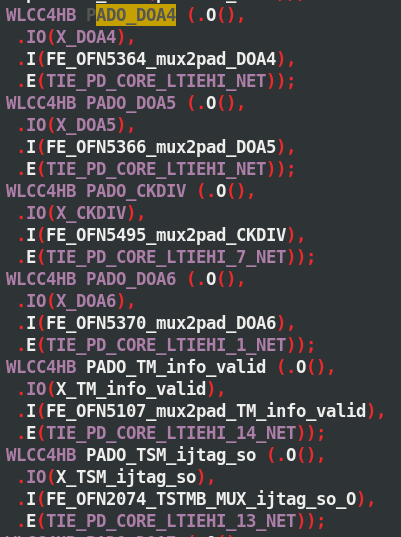 WLCC4HB PADO_DOA4 (.O(),
.IO(X_DOA4),
.I(FE_OFN5364_mux2pad_DOA4),
.E(TIE_PD_CORE_LTIEHI_NET));
WLCC4HB PADO_DOA5 (.O(),
.IO(X_DOA5),
.I(FE_OFN5366_mux2pad_DOA5),
.E(TIE_PD_CORE_LTIEHI_NET));
WLCC4HB PADO_CKDIV (.O(),
.IO(X_CKDIV),
.I(FE_OFN5495_mux2pad_CKDIV),
.E(TIE_PD_CORE_LTIEHI_7_NET));
WLCC4HB PADO_DOA6 (.O(),
.IO(X_DOA6),
.I(FE_OFN5370_mux2pad_DOA6),
.E(TIE_PD_CORE_LTIEHI_1_NET));
WLCC4HB PADO_TM_info_valid (.O(),
.IO(X_TM_info_valid),
.I(FE_OFN5107_mux2pad_TM_info_valid),
.E(TIE_PD_CORE_LTIEHI_14_NET));
WLCC4HB PADO_TSM_ijtag_so (.O(),
.IO(X_TSM_ijtag_so),
.I(FE_OFN2074_TSTMB_MUX_ijtag_so_O),
.E(TIE_PD_CORE_LTIEHI_13_NET));